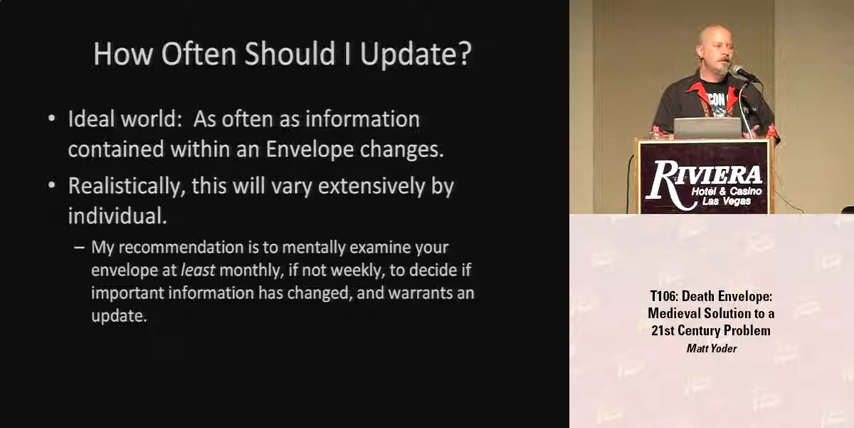 How Often Should I Update?
• Ideal world: As often as information
contained within an Envelope changes.
• Realistically, this will vary extensively by
individual.
– My recommendation is to mentally examine your
envelope at least monthly, if not weekly, to decide if
important information has changed, and warrants an
update.
RIVIERA
Hotel & Casino
Las Vegas
T106: Death Envelope:
Medieval Solution to a
21st Century Problem
Matt Yoder